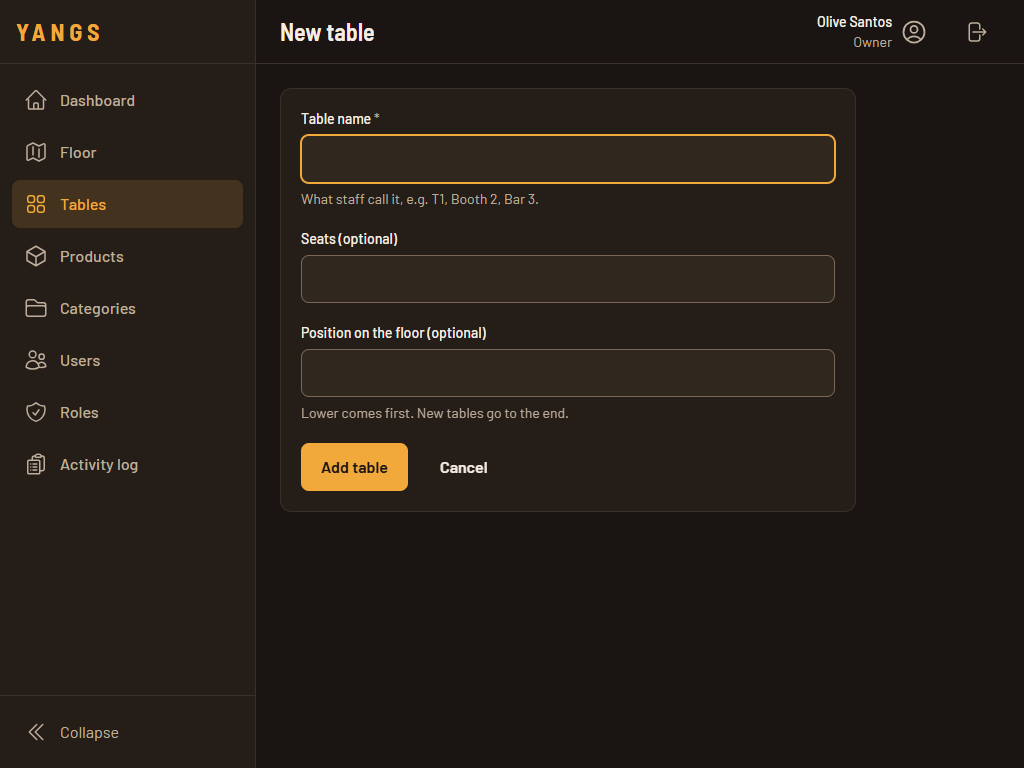 YANGS
New table
Olive Santos
Owner
Dashboard
Floor
Tables
Products
Categories
Users
Roles
Activity log
Collapse
Table name *
What staff call it, e.g. T1, Booth 2, Bar 3.
Seats (optional)
Position on the floor (optional)
Lower comes first. New tables go to the end.
Add table
Cancel